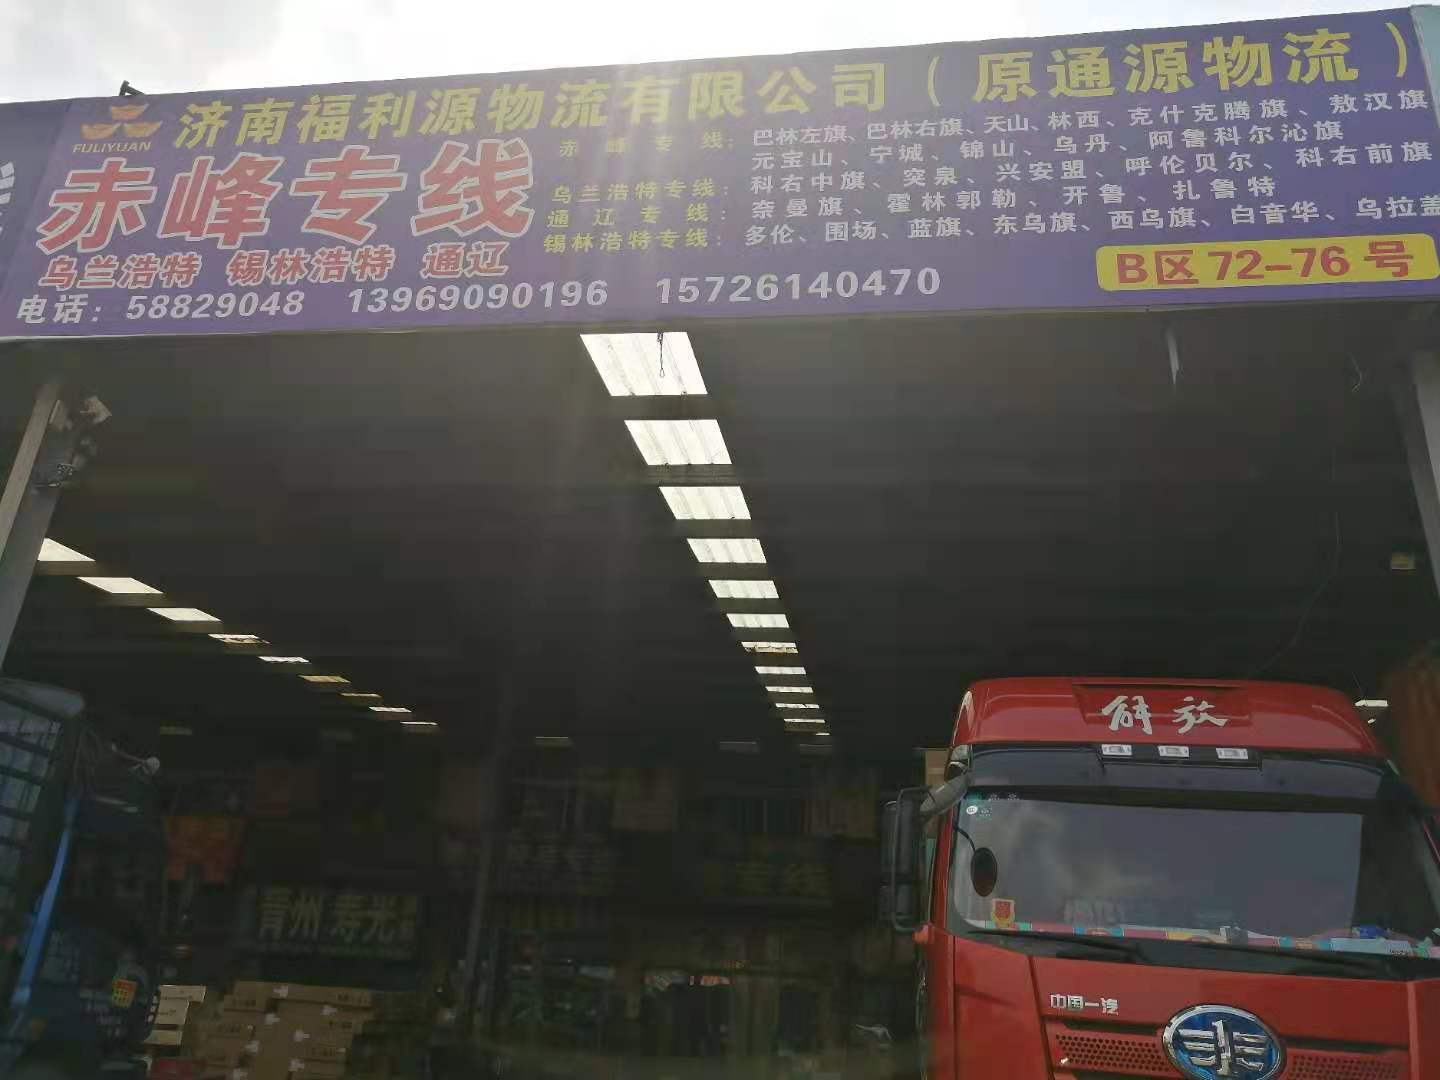 济南福利源物流有限公司（原通源物流）
FULIYUAN
赤峰专线
乌兰浩特 锡林浩特 通辽
赤峰专线：巴林左旗、巴林右旗、天山、林西、克什克腾旗、敖汉旗
元宝山、宁城、锦山、乌丹、阿鲁科尔沁旗
乌兰浩特专线：科右中旗、突泉、兴安盟、呼伦贝尔、科右前旗
通辽专线：奈曼旗、霍林郭勒、开鲁、扎鲁特
锡林浩特专线：多伦、围场、蓝旗、东乌旗、西乌旗、白音华、乌拉盖
电话：58829048 13969090196 15726140470
B区72-76号
解放
青州 寿光
中国一汽